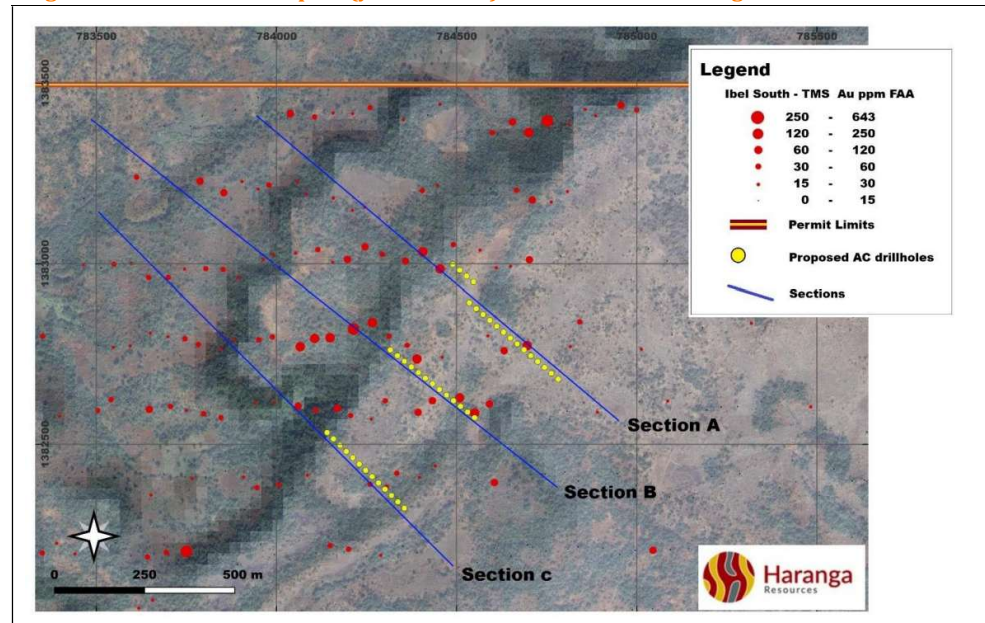 783500
784000
784500
785000
785500
1383500
1383000
1382500
Legend
Ibel South - TMS Au ppm FAA
250 - 643
120 - 250
60 - 120
30 - 60
15 - 30
0 - 15
Permit Limits
Proposed AC drillholes
Sections
Section A
Section B
Section c
0 250 500 m
Haranga
Resources